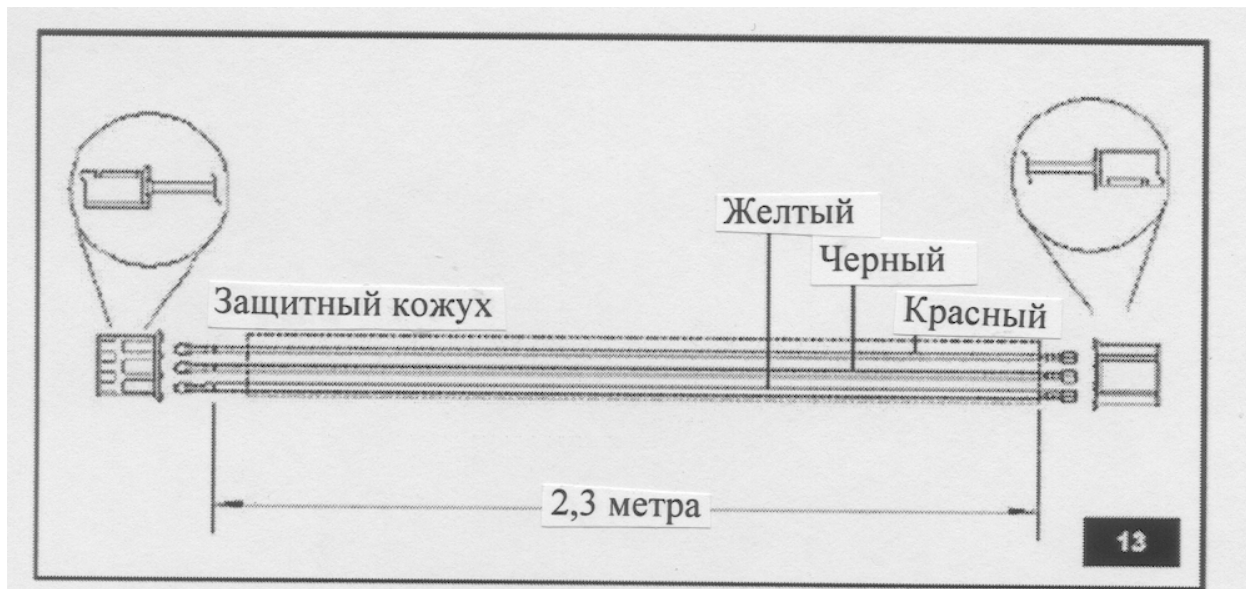 Желтый
Черный
Защитный кожух
Красный
2,3 метра
13